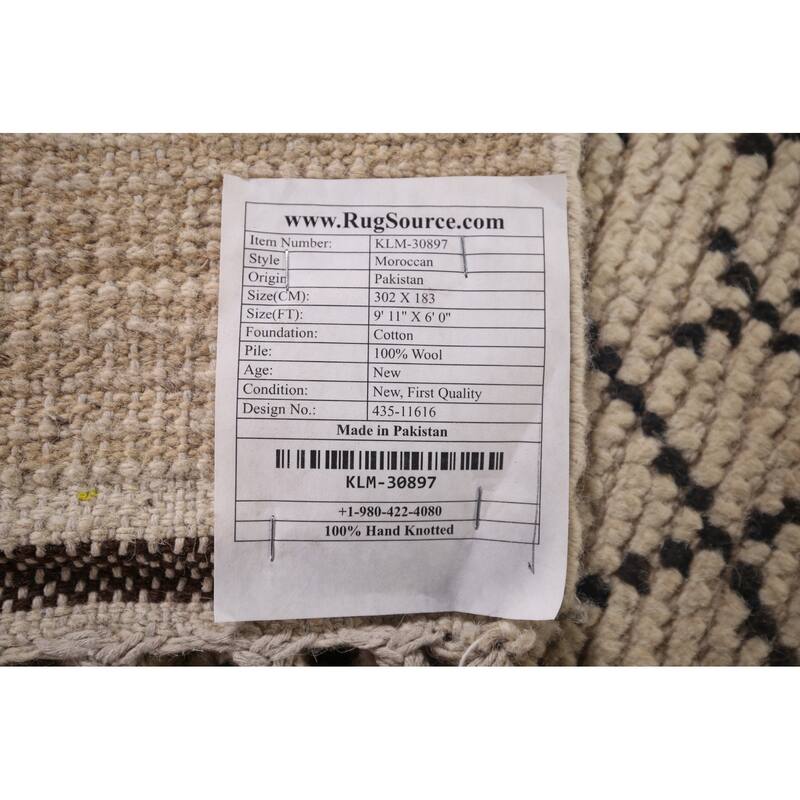 www.RugSource.com
Item Number: KLM-30897
Style Moroccan
Origin Pakistan
Size(CM): 302 X 183
Size(FT): 9' 11" X 6' 0"
Foundation: Cotton
Pile: 100% Wool
Age: New
Condition: New, First Quality
Design No.: 435-11616
Made in Pakistan
KLM-30897
+1-980-422-4080
100% Hand Knotted